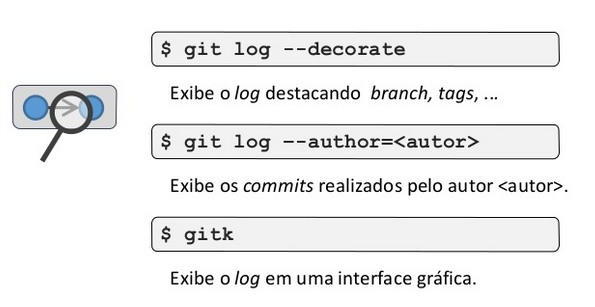 $ git log --decorate
Exibe o log destacando branch, tags, ...
$ git log --author=<autor>
Exibe os commits realizados pelo autor <autor>.
$ gitk
Exibe o log em uma interface gráfica.